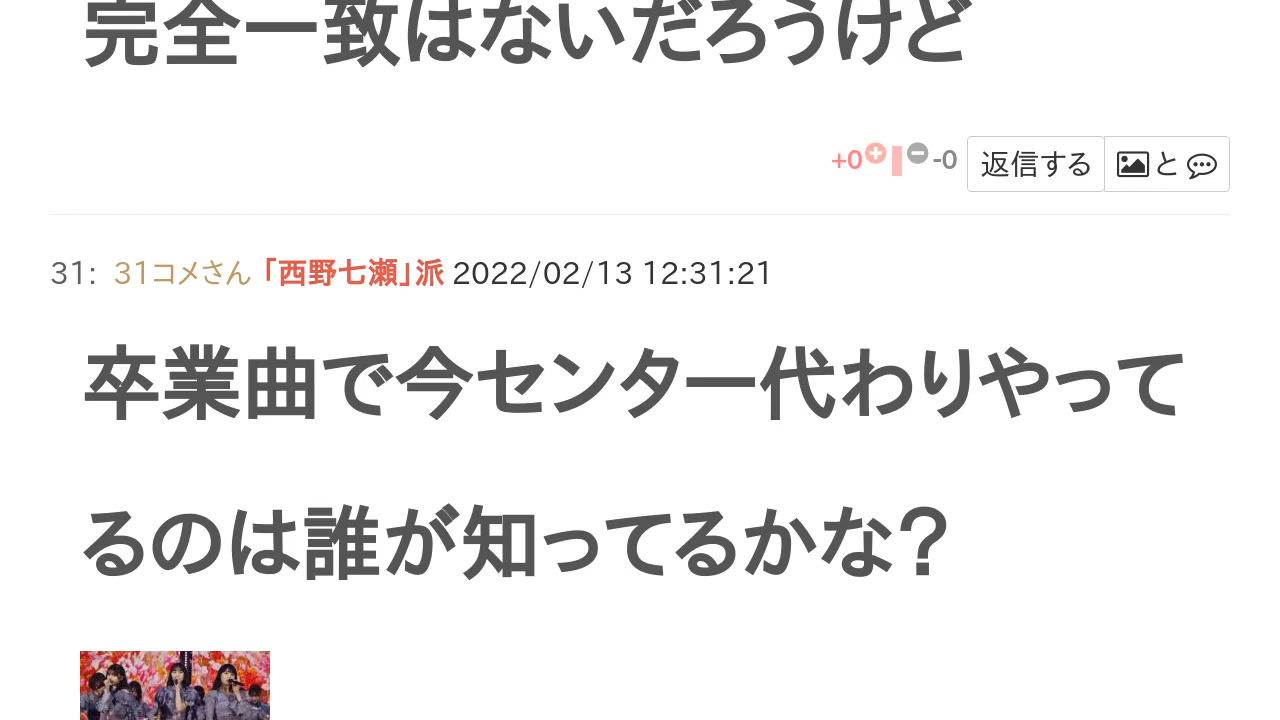 完全一致はないだろうけど
+0 -0 返信する と
31: 31コメさん「西野七瀬」派 2022/02/13 12:31:21
卒業曲で今センター代わりやって
るのは誰が知ってるかな？